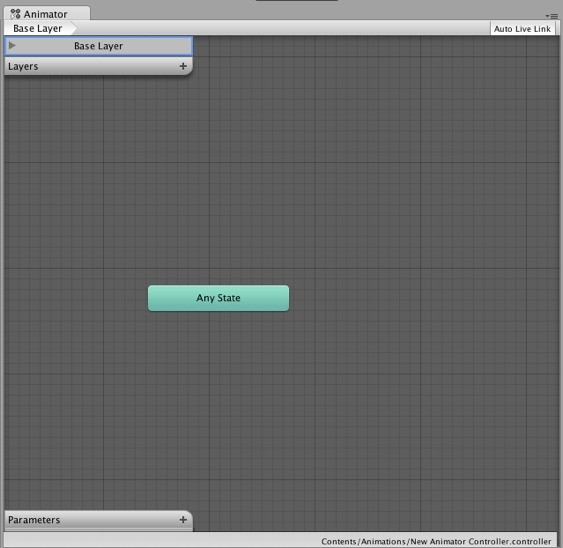 Animator
Base Layer
Auto Live Link
Base Layer
Layers
Any State
Parameters
Contents/Animations/New Animator Controller.controller